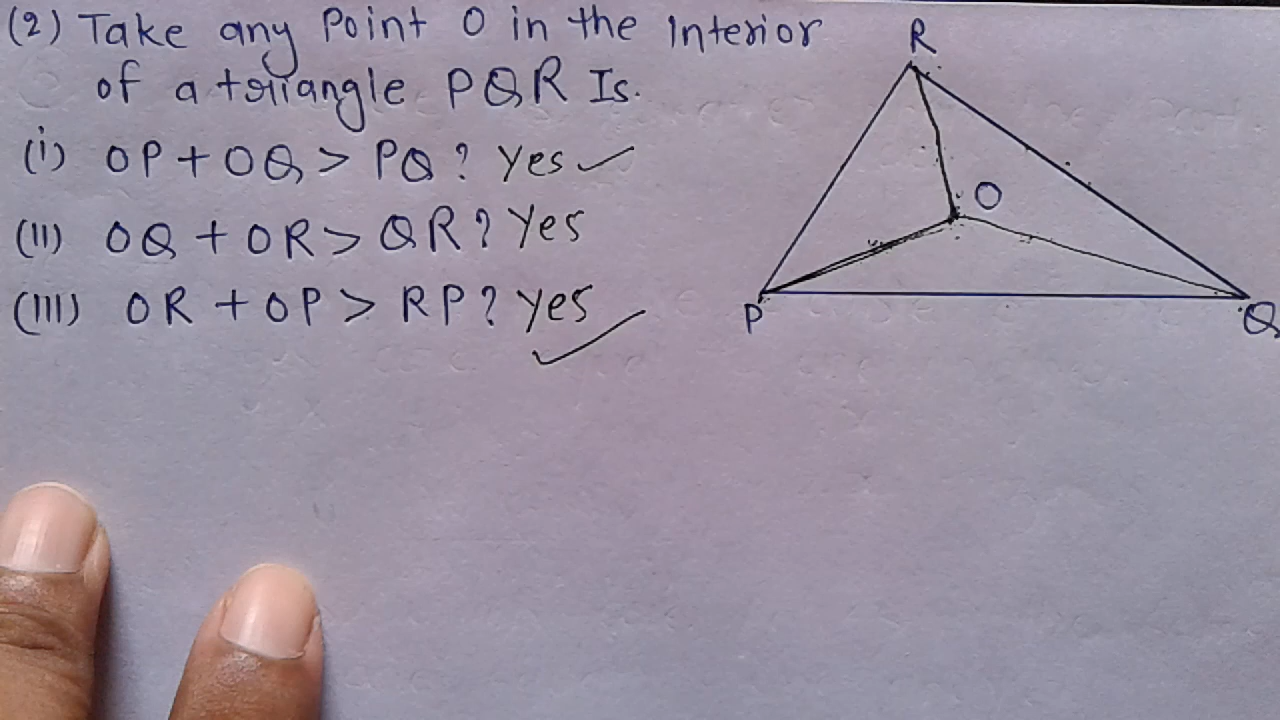 (2) Take any Point O in the Interior
of a triangle PQR Is.
(i) OP + OQ > PQ? Yes ✓
(II) OQ + OR > QR? Yes
(III) OR + OP > RP? yes ✓
R
O
P
Q